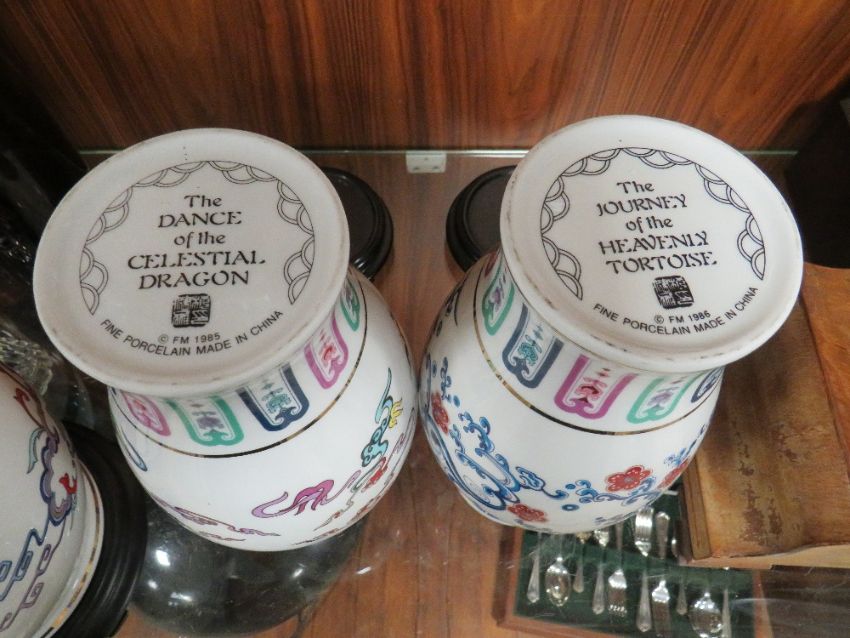 The
DANCE
of the
CELESTIAL
DRAGON
© FM 1985
FINE PORCELAIN MADE IN CHINA
The
JOURNEY
of the
HEAVENLY
TORTOISE
© FM 1986
FINE PORCELAIN MADE IN CHINA